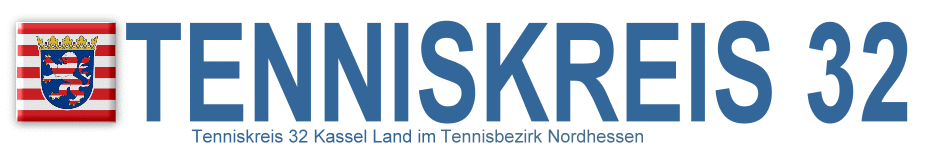 TENNISKREIS 32
Tenniskreis 32 Kassel Land im Tennisbezirk Nordhessen